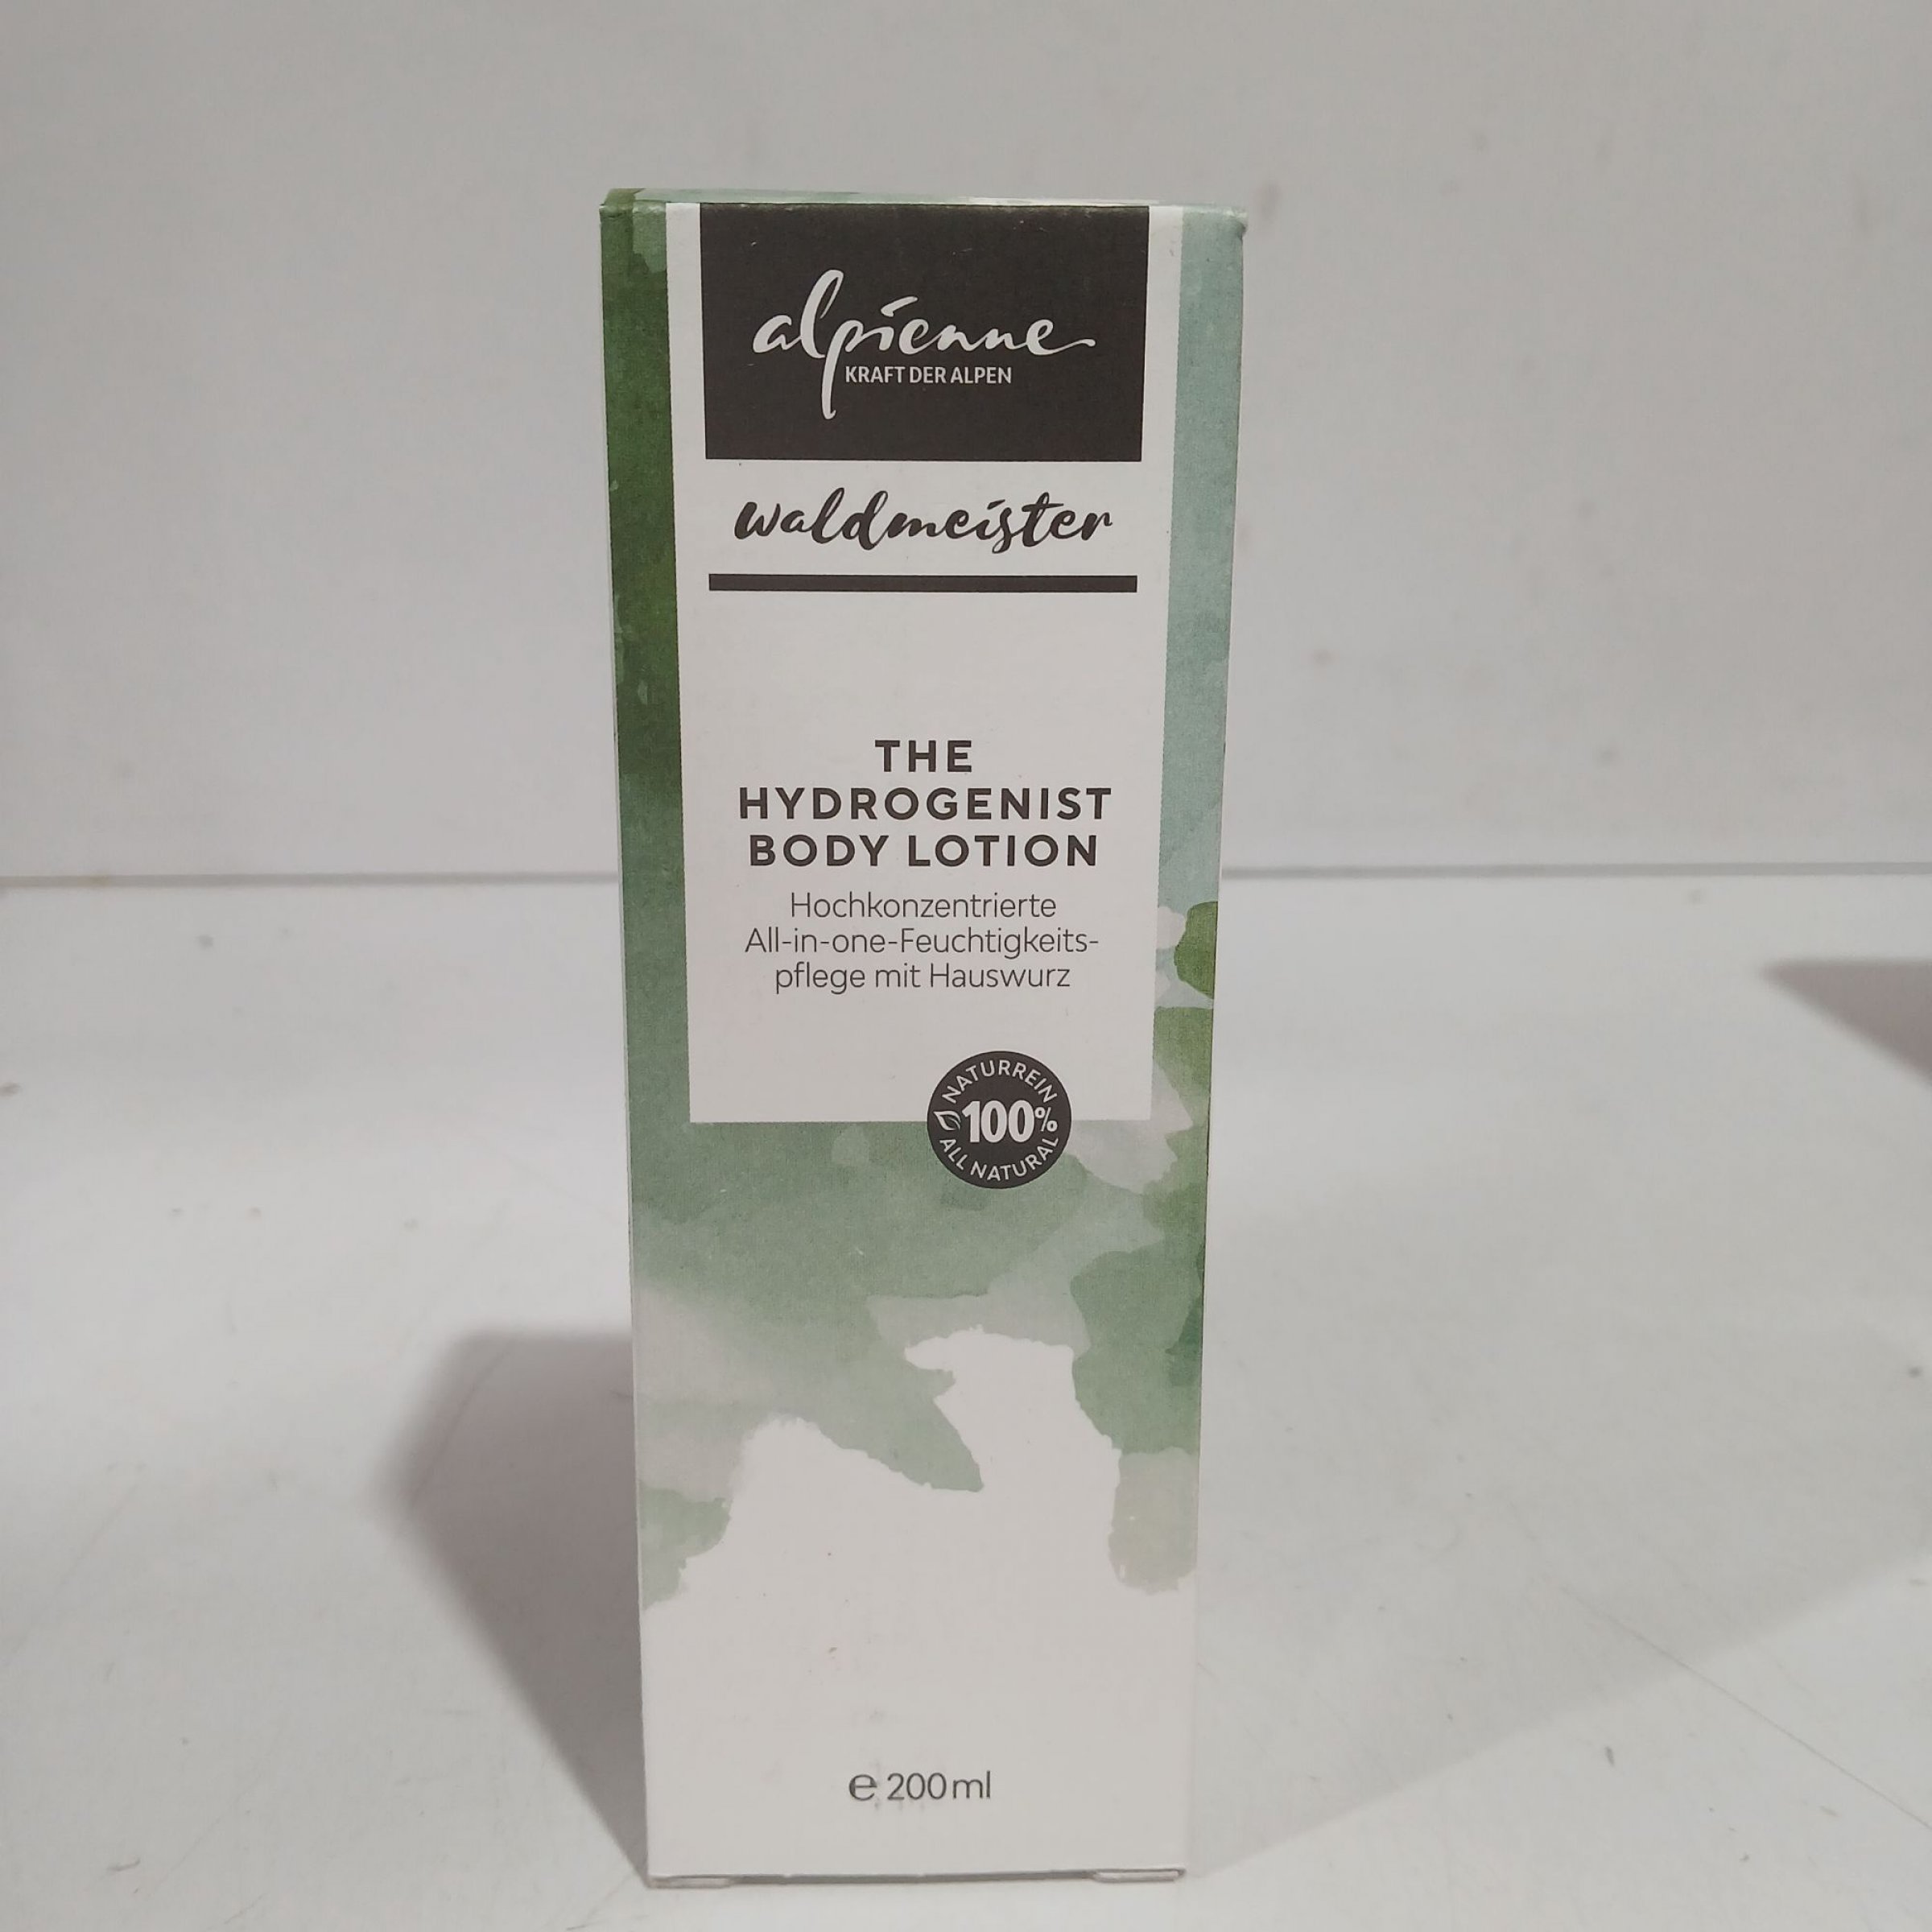 alpienne
KRAFT DER ALPEN
waldmeister
THE
HYDROGENIST
BODY LOTION
Hochkonzentrierte
All-in-one-Feuchtigkeits-
pflege mit Hauswurz
NATURREIN
100%
ALL NATURAL
e 200ml